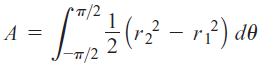 A = ∫_{-π/2}^{π/2} 1/2 (r₂² − r₁²) dθ